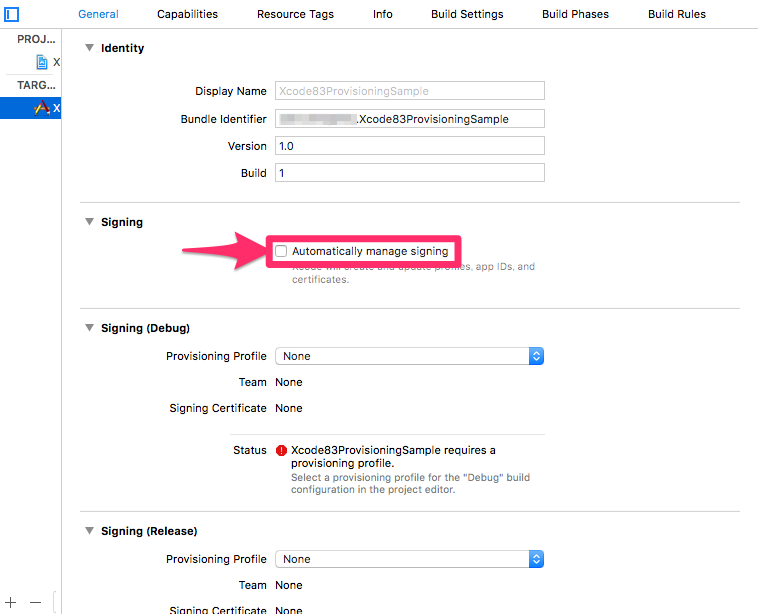 General Capabilities Resource Tags Info Build Settings Build Phases Build Rules
PROJ...
X
TARG...
X
Identity
Display Name Xcode83ProvisioningSample
Bundle Identifier .Xcode83ProvisioningSample
Version 1.0
Build 1
Signing
Automatically manage signing
Xcode will create and update profiles, app IDs, and
certificates.
Signing (Debug)
Provisioning Profile None
Team None
Signing Certificate None
Status Xcode83ProvisioningSample requires a
provisioning profile.
Select a provisioning profile for the "Debug" build
configuration in the project editor.
Signing (Release)
Provisioning Profile None
Team None
Signing Certificate None